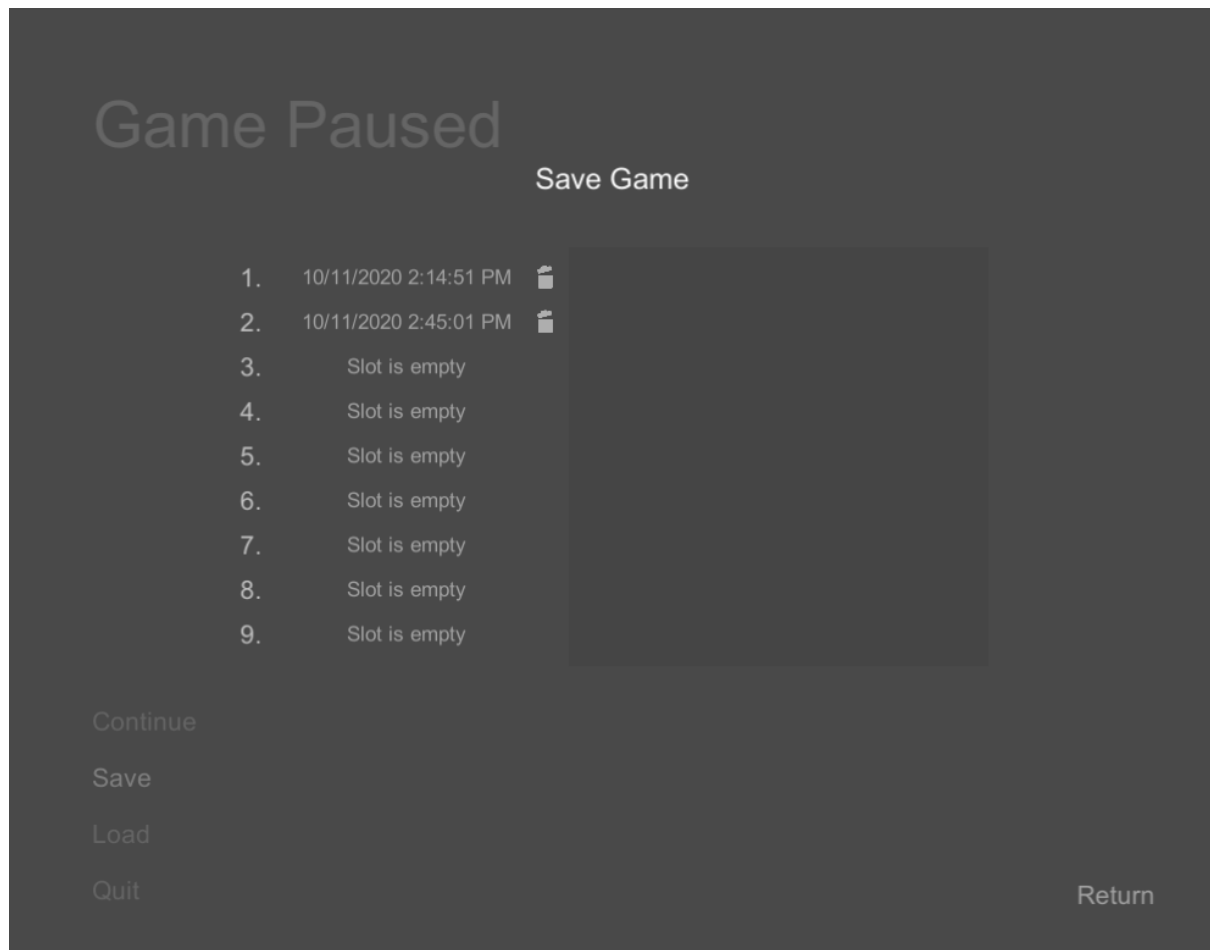 Game Paused
Save Game
1. 10/11/2020 2:14:51 PM
2. 10/11/2020 2:45:01 PM
3. Slot is empty
4. Slot is empty
5. Slot is empty
6. Slot is empty
7. Slot is empty
8. Slot is empty
9. Slot is empty
Continue
Save
Load
Quit
Return